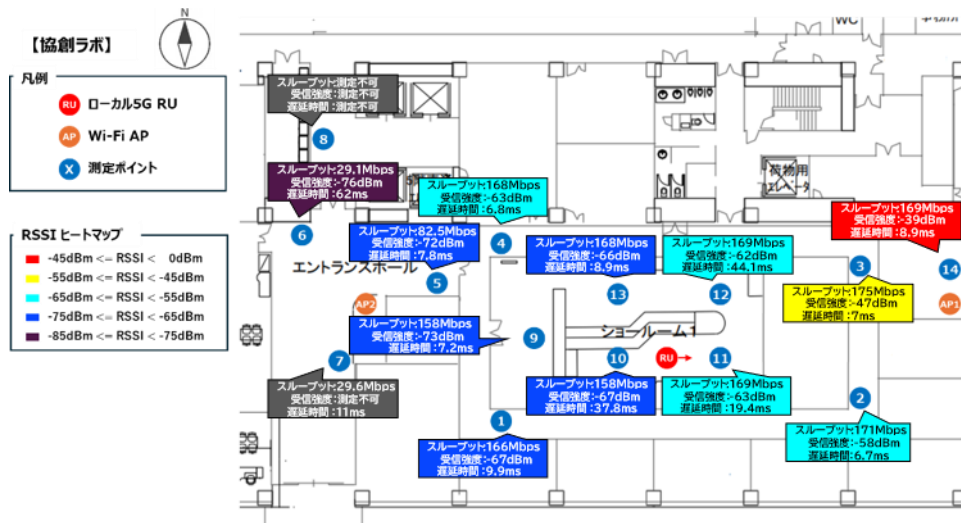 【協創ラボ】
N
凡例
RU ローカル5G RU
AP Wi-Fi AP
X 測定ポイント
RSSI ヒートマップ
-45dBm <= RSSI < 0dBm
-55dBm <= RSSI < -45dBm
-65dBm <= RSSI < -55dBm
-75dBm <= RSSI < -65dBm
-85dBm <= RSSI < -75dBm
WC
スループット:測定不可
受信強度:測定不可
遅延時間:測定不可
8
スループット:29.1Mbps
受信強度:-76dBm
遅延時間:62ms
6
スループット:168Mbps
受信強度:-63dBm
遅延時間:6.8ms
4
荷物用
エレベータ
スループット:169Mbps
受信強度:-39dBm
遅延時間:8.9ms
14
スループット:82.5Mbps
受信強度:-72dBm
遅延時間:7.8ms
5
スループット:168Mbps
受信強度:-66dBm
遅延時間:8.9ms
13
スループット:169Mbps
受信強度:-62dBm
遅延時間:44.1ms
12
3
エントランスホール
スループット:175Mbps
受信強度:-47dBm
遅延時間:7ms
AP2
AP1
スループット:158Mbps
受信強度:-73dBm
遅延時間:7.2ms
9
ショールーム1
7
10
RU
11
スループット:29.6Mbps
受信強度:測定不可
遅延時間:11ms
スループット:158Mbps
受信強度:-67dBm
遅延時間:37.8ms
スループット:169Mbps
受信強度:-63dBm
遅延時間:19.4ms
2
1
スループット:171Mbps
受信強度:-58dBm
遅延時間:6.7ms
スループット:166Mbps
受信強度:-67dBm
遅延時間:9.9ms